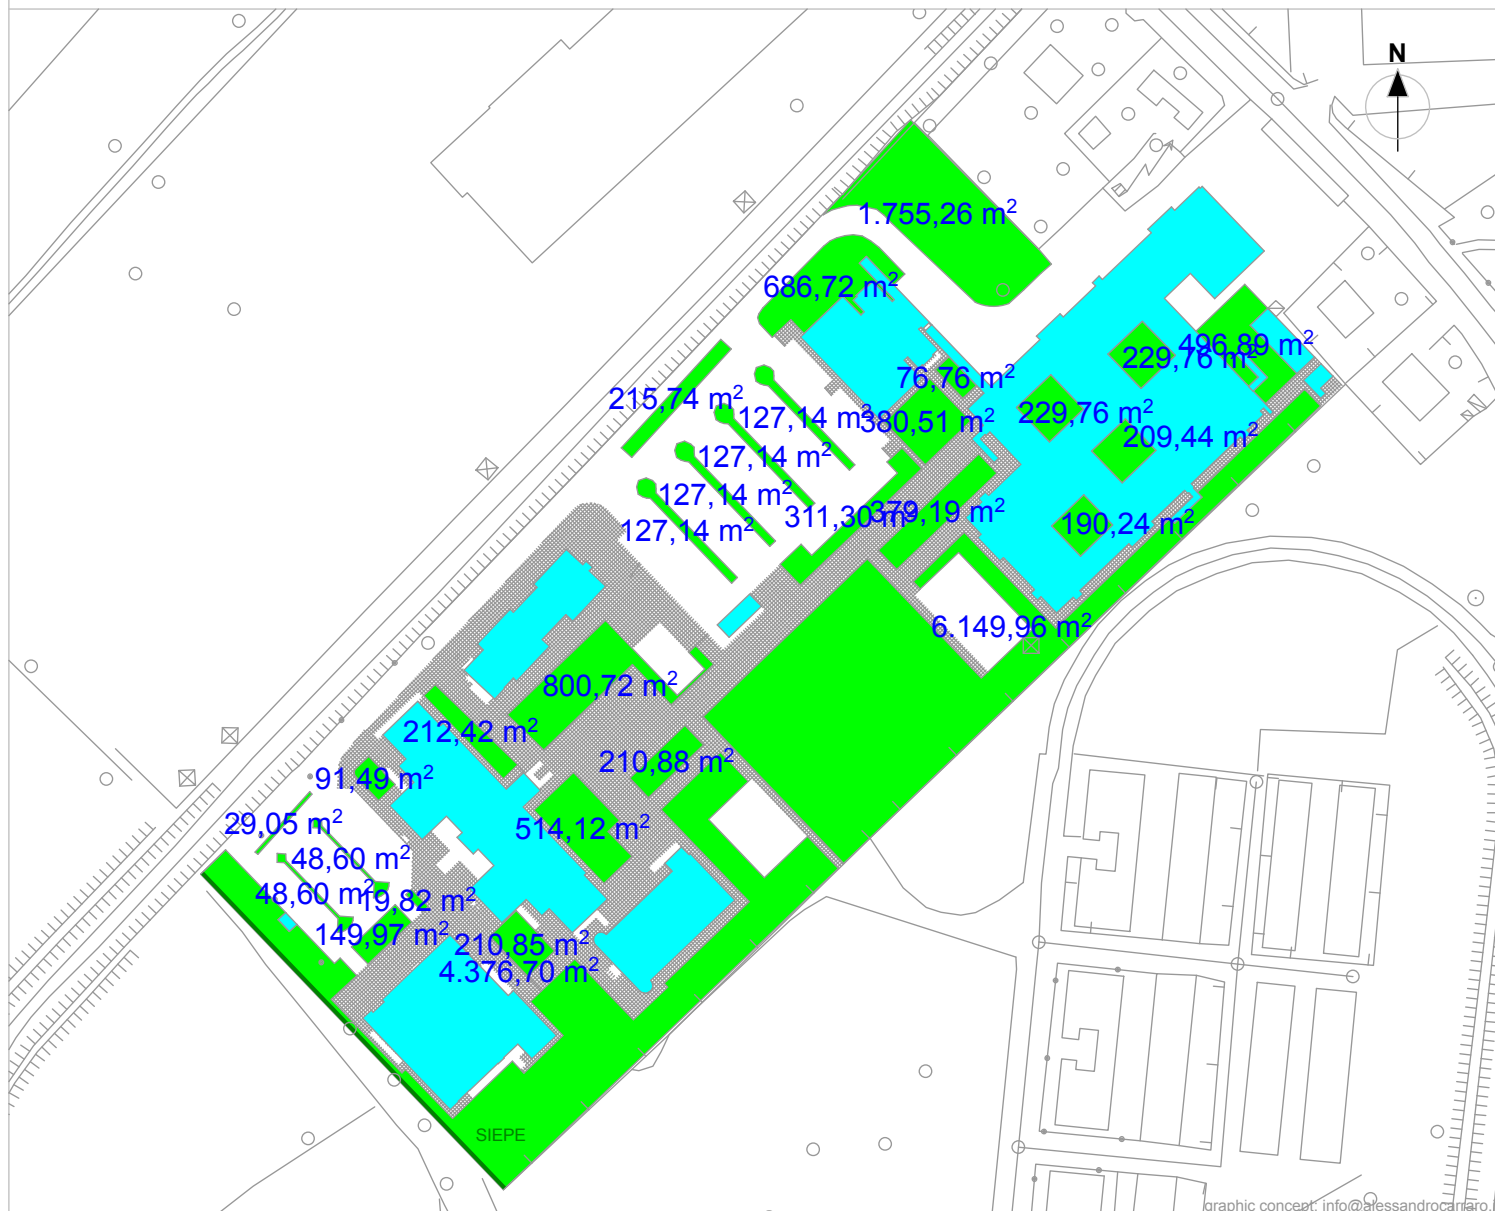 N
1.755,26 m²
686,72 m²
496,89 m²
229,76 m²
76,76 m²
215,74 m²
229,76 m²
127,14 m²
380,51 m²
209,44 m²
127,14 m²
127,14 m²
311,30 m²
379,19 m²
190,24 m²
127,14 m²
6.149,96 m²
800,72 m²
212,42 m²
210,88 m²
91,49 m²
29,05 m²
514,12 m²
48,60 m²
48,60 m²
19,82 m²
149,97 m²
210,85 m²
4.376,70 m²
SIEPE
graphic concept: info@alessandrocarraro.i